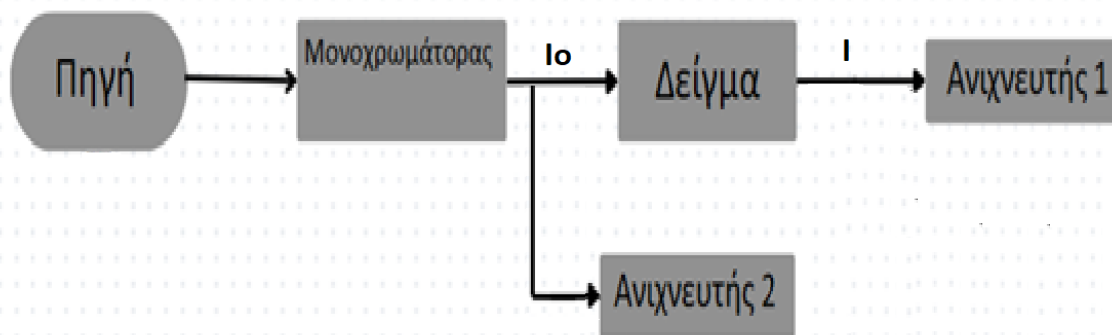 Πηγή
Μονοχρωμάτορας
Io
Δείγμα
I
Ανιχνευτής 1
Ανιχνευτής 2